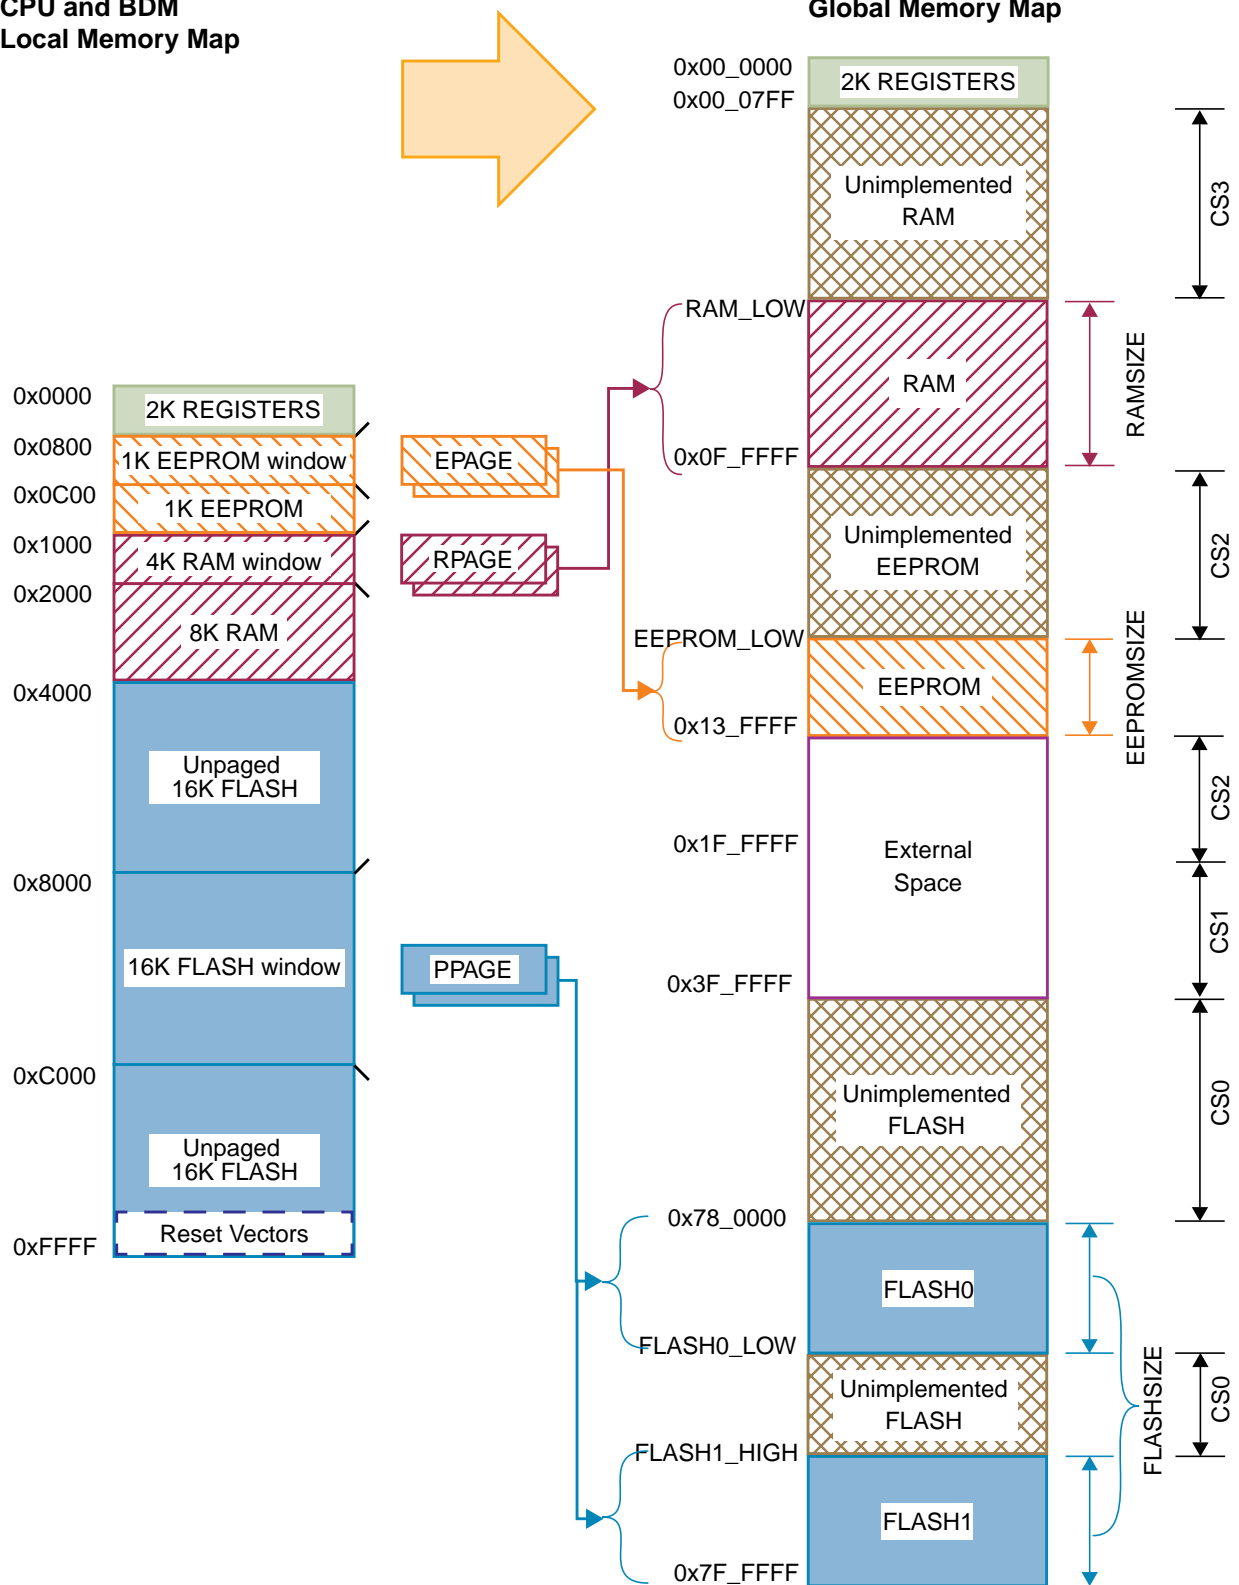 CPU and BDM
Local Memory Map
Global Memory Map
0x0000
2K REGISTERS
0x0800
1K EEPROM window
0x0C00
1K EEPROM
0x1000
4K RAM window
0x2000
8K RAM
0x4000
Unpaged
16K FLASH
0x8000
16K FLASH window
0xC000
Unpaged
16K FLASH
Reset Vectors
0xFFFF
EPAGE
RPAGE
PPAGE
0x00_0000
2K REGISTERS
0x00_07FF
Unimplemented
RAM
CS3
RAM_LOW
RAM
RAMSIZE
0x0F_FFFF
Unimplemented
EEPROM
CS2
EEPROM_LOW
EEPROM
EEPROMSIZE
0x13_FFFF
CS2
0x1F_FFFF
External
Space
CS1
0x3F_FFFF
Unimplemented
FLASH
CS0
0x78_0000
FLASH0
FLASH0_LOW
Unimplemented
FLASH
FLASHSIZE
CS0
FLASH1_HIGH
FLASH1
0x7F_FFFF